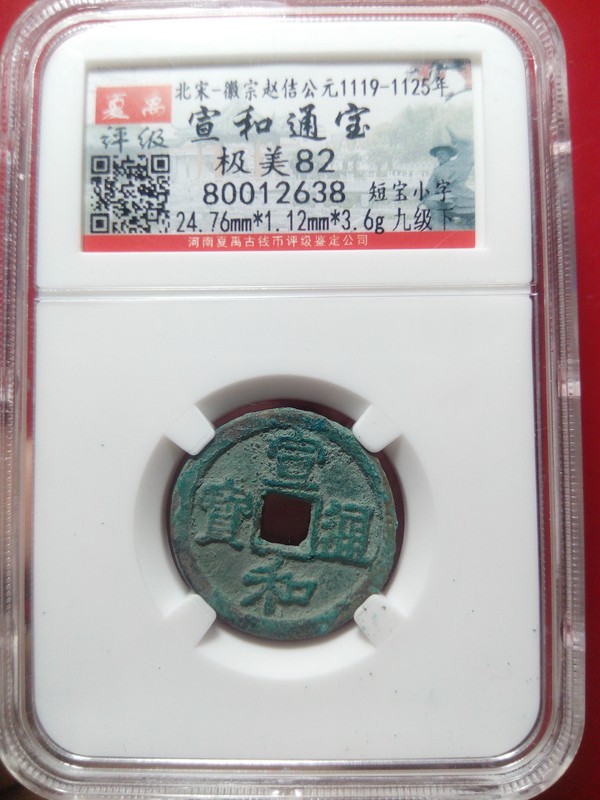 北宋-徽宗赵佶公元1119-1125年
夏禹
评级
宣和通宝
极美82
80012638 短宝小字
24.76mm*1.12mm*3.6g 九级下
河南夏禹古钱币评级鉴定公司
宣
寶 通
和